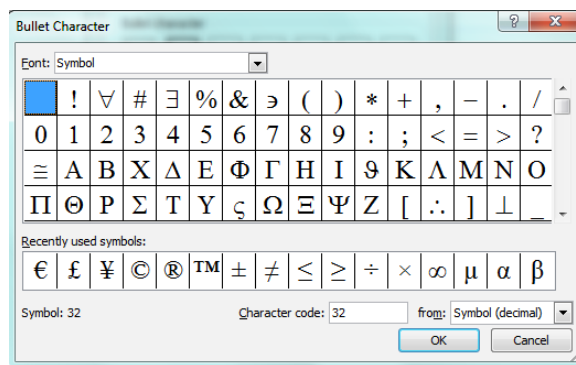 Bullet Character
Font: Symbol
! ∀ # ∃ % & ∋ ( ) * + , − . /
0 1 2 3 4 5 6 7 8 9 : ; < = > ?
≅ Α Β Χ Δ Ε Φ Γ Η Ι ϑ Κ Λ Μ Ν Ο
Π Θ Ρ Σ Τ Υ ς Ω Ξ Ψ Ζ [ ∴ ] ⊥ _
Recently used symbols:
€ £ ¥ © ® ™ ± ≠ ≤ ≥ ÷ × ∞ µ α β
Symbol: 32 Character code: 32 from: Symbol (decimal)
OK Cancel